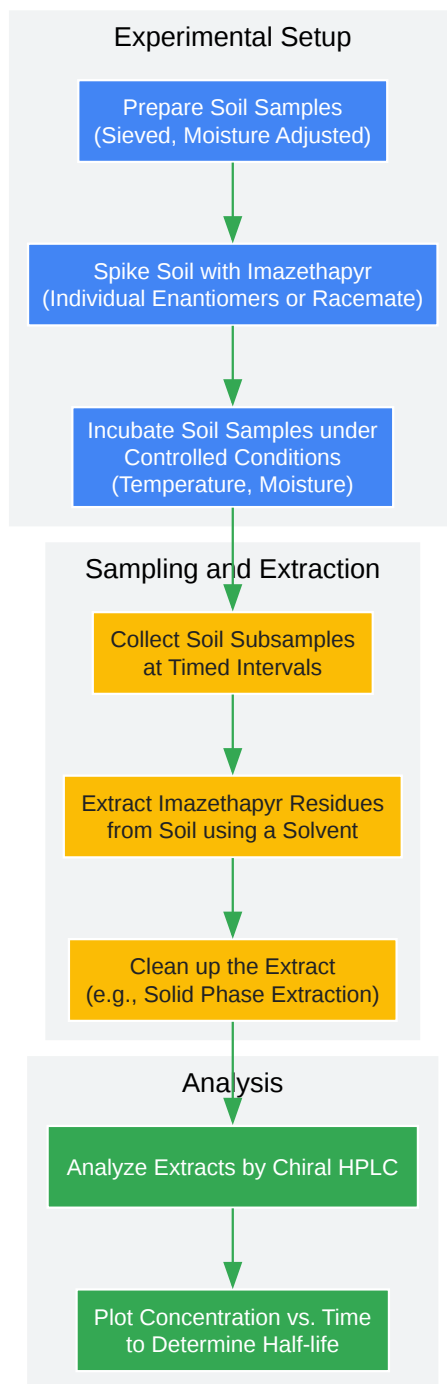 Experimental Setup
Prepare Soil Samples
(Sieved, Moisture Adjusted)
Spike Soil with Imazethapyr
(Individual Enantiomers or Racemate)
Incubate Soil Samples under
Controlled Conditions
(Temperature, Moisture)
Sampling and Extraction
Collect Soil Subsamples
at Timed Intervals
Extract Imazethapyr Residues
from Soil using a Solvent
Clean up the Extract
(e.g., Solid Phase Extraction)
Analysis
Analyze Extracts by Chiral HPLC
Plot Concentration vs. Time
to Determine Half-life